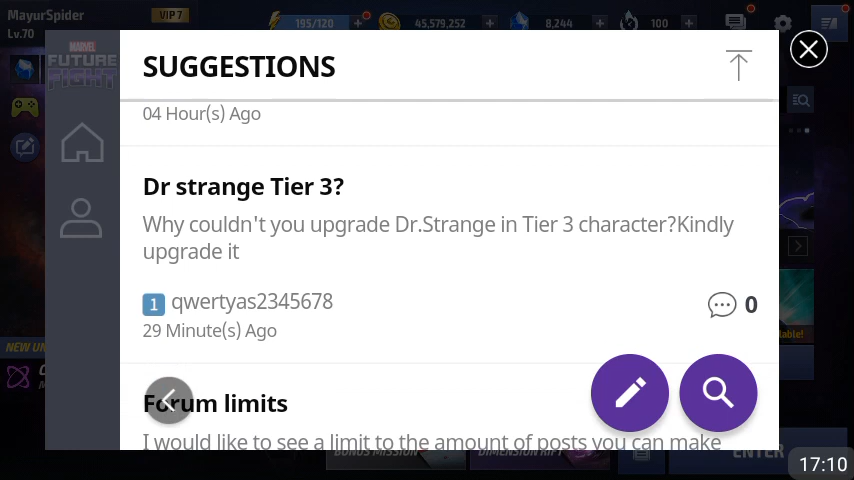 MayurSpider
VIP 7
195/120
45,579,252
8,244
100
Lv.70
MARVEL
FUTURE
FIGHT
SUGGESTIONS
04 Hour(s) Ago
Dr strange Tier 3?
Why couldn't you upgrade Dr.Strange in Tier 3 character?Kindly
upgrade it
1 qwertyas2345678
0
29 Minute(s) Ago
Forum limits
I would like to see a limit to the amount of posts you can make
BONUS MISSION
DIMENSION RIFT
ENTER
17:10